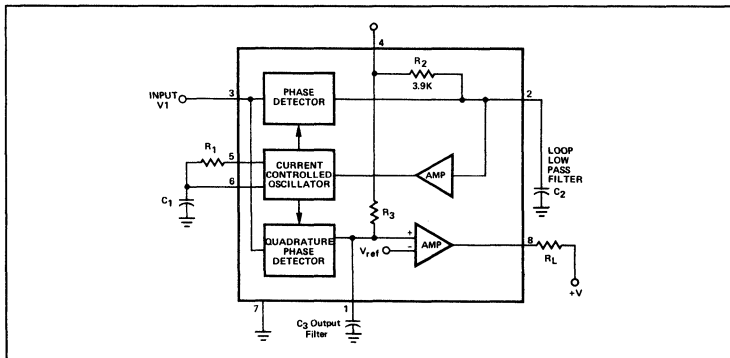 4
R2
3.9K
INPUT
V1
3
PHASE
DETECTOR
2
R1
5
6
C1
CURRENT
CONTROLLED
OSCILLATOR
AMP
LOOP
LOW
PASS
FILTER
C2
R3
QUADRATURE
PHASE
DETECTOR
+
−
Vref
AMP
8
RL
+V
7
1
C3 Output
Filter